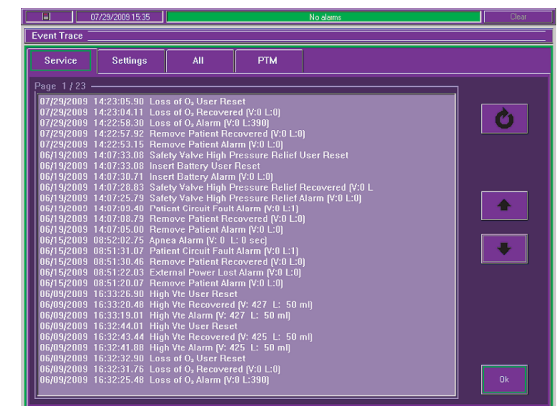 07/29/2009 15:35
No alarms
Clear
Event Trace
Service Settings All PTM
Page 1 / 23
07/29/2009 14:23:05.90 Loss of O₂ User Reset
07/29/2009 14:23:04.11 Loss of O₂ Recovered (V:0 L:0)
07/29/2009 14:22:58.30 Loss of O₂ Alarm (V:0 L:390)
07/29/2009 14:22:57.92 Remove Patient Recovered (V:0 L:0)
07/29/2009 14:22:53.15 Remove Patient Alarm (V:0 L:0)
06/19/2009 14:07:33.08 Safety Valve High Pressure Relief User Reset
06/19/2009 14:07:33.08 Insert Battery User Reset
06/19/2009 14:07:30.71 Insert Battery Alarm (V:0 L:0)
06/19/2009 14:07:28.83 Safety Valve High Pressure Relief Recovered (V:0 L
06/19/2009 14:07:25.79 Safety Valve High Pressure Relief Alarm (V:0 L:0)
06/19/2009 14:07:09.40 Patient Circuit Fault Alarm (V:0 L:1)
06/19/2009 14:07:08.79 Remove Patient Recovered (V:0 L:0)
06/19/2009 14:07:05.00 Remove Patient Alarm (V:0 L:0)
06/15/2009 08:52:02.75 Apnea Alarm (V: 0 L: 0 sec)
06/15/2009 08:51:31.07 Patient Circuit Fault Alarm (V:0 L:1)
06/15/2009 08:51:30.46 Remove Patient Recovered (V:0 L:0)
06/15/2009 08:51:22.03 External Power Lost Alarm (V:0 L:0)
06/15/2009 08:51:20.07 Remove Patient Alarm (V:0 L:0)
06/09/2009 16:33:26.90 High Vte User Reset
06/09/2009 16:33:20.48 High Vte Recovered (V: 427 L: 50 ml)
06/09/2009 16:33:19.01 High Vte Alarm (V: 427 L: 50 ml)
06/09/2009 16:32:44.01 High Vte User Reset
06/09/2009 16:32:43.44 High Vte Recovered (V: 425 L: 50 ml)
06/09/2009 16:32:41.88 High Vte Alarm (V: 425 L: 50 ml)
06/09/2009 16:32:32.90 Loss of O₂ User Reset
06/09/2009 16:32:31.76 Loss of O₂ Recovered (V:0 L:0)
06/09/2009 16:32:25.48 Loss of O₂ Alarm (V:0 L:390)
Ok